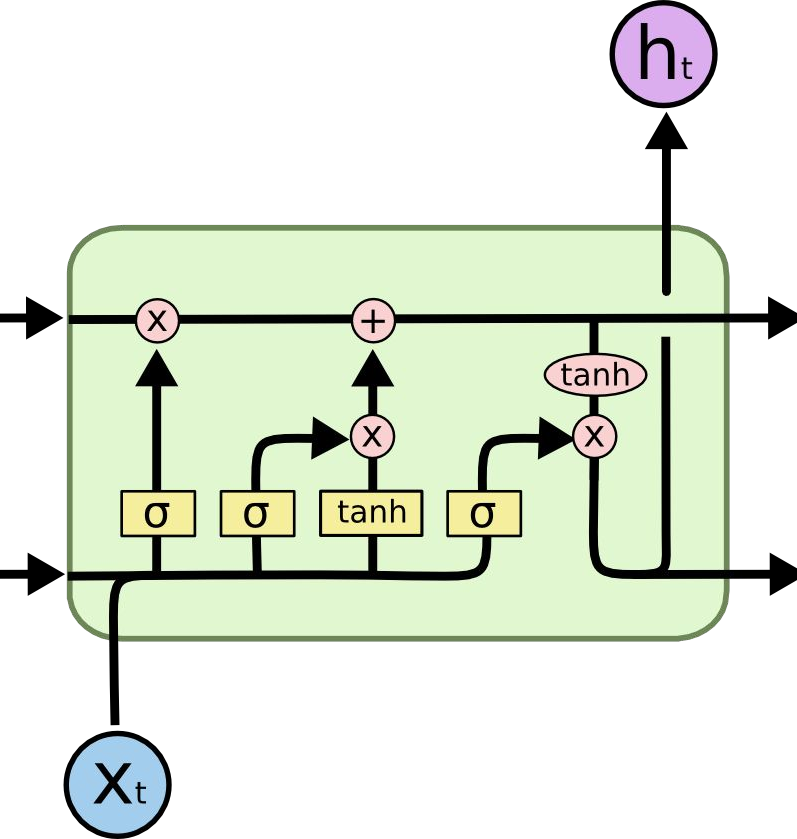 ht
x +
tanh
x x
σ σ tanh σ
xt